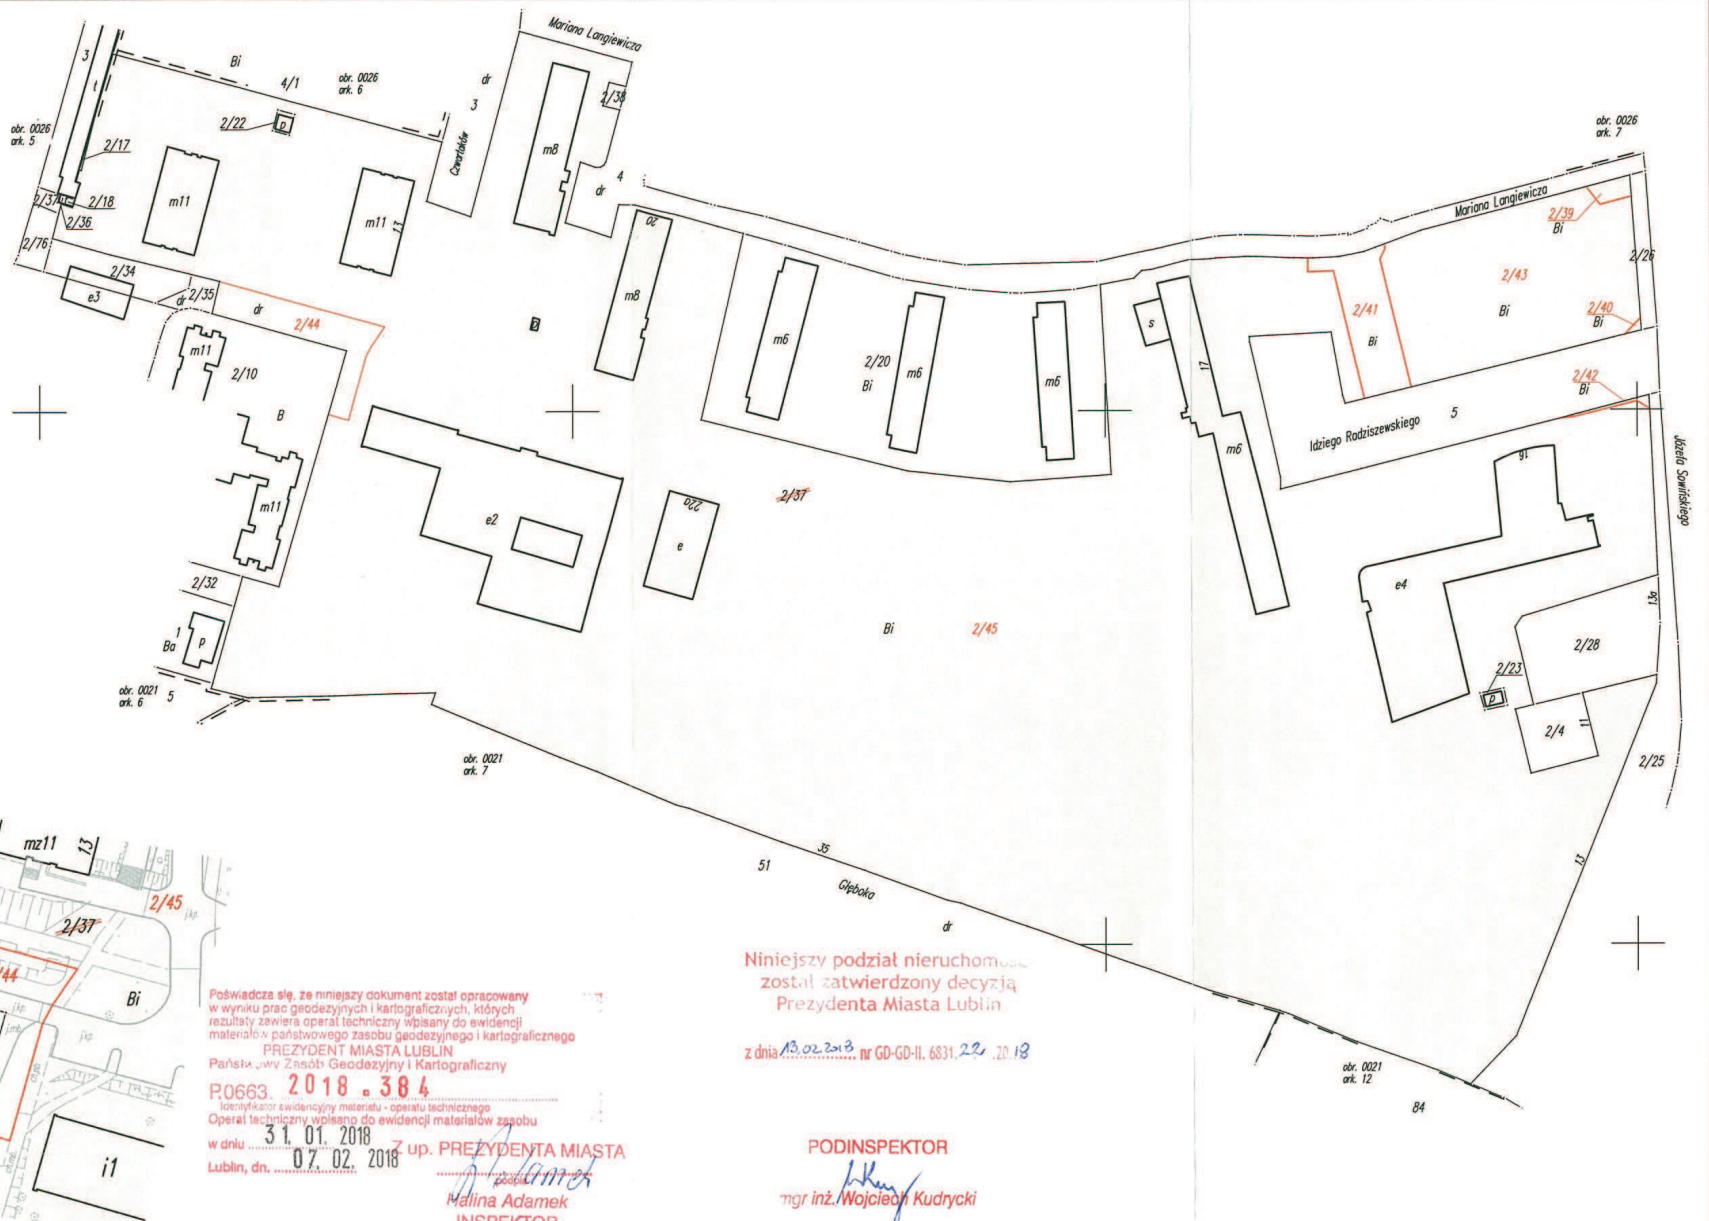 Mariana Langiewicza
3
Bi
4/1
obr. 0026
ark. 6
dr
3
2/38
t
2/22
p
obr. 0026
ark. 5
2/17
Czwartaków
m8
dr
4
obr. 0026
ark. 7
m11
m11
13
2/37
2/18
2/36
2/76
20
Mariana Langiewicza
2/39
Bi
2/26
2/34
2/35
e3
dr
dr
2/44
m8
m6
2/20
Bi
m6
m6
s
17
2/41
Bi
2/43
Bi
2/40
Bi
m11
2/10
B
2/42
Bi
Idziego Radziszewskiego
5
Józefa Sowińskiego
m6
16
m11
e2
22a
e
2/37
e4
2/32
1
Ba
p
Bi
2/45
13a
2/28
2/23
p
2/4
11
2/25
obr. 0021
ark. 6
5
obr. 0021
ark. 7
13
35
51
Głęboka
dr
obr. 0021
ark. 12
84
mz11
13
2/45
2/37
j.kp.
/44
Bi
i1
Poświadcza się, że niniejszy dokument został opracowany
w wyniku prac geodezyjnych i kartograficznych, których
rezultaty zawiera operat techniczny wpisany do ewidencji
materiałów państwowego zasobu geodezyjnego i kartograficznego
PREZYDENT MIASTA LUBLIN
Państwowy Zasób Geodezyjny i Kartograficzny
P.0663. 2018.384
Identyfikator ewidencyjny materiału - operatu technicznego
Operat techniczny wpisano do ewidencji materiałów zasobu
w dniu 31. 01. 2018
Lublin, dn. 07. 02. 2018
Z up. PREZYDENTA MIASTA
podpis
Halina Adamek
INSPEKTOR
Niniejszy podział nieruchomo
został zatwierdzony decyzją
Prezydenta Miasta Lublin
z dnia 13.02.2018 nr GD-GD-II. 6831.22.2018
PODINSPEKTOR
mgr inż. Wojciech Kudrycki